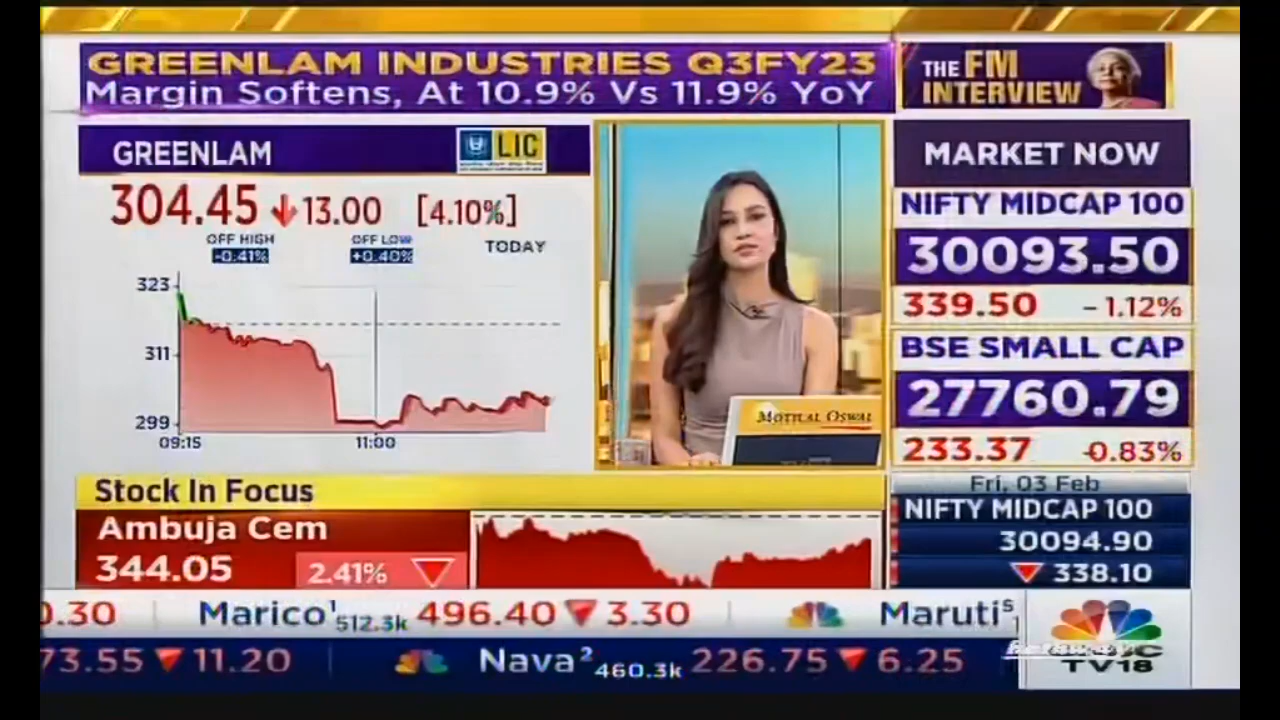 GREENLAM INDUSTRIES Q3FY23
Margin Softens, At 10.9% Vs 11.9% YoY
THE FM
INTERVIEW
GREENLAM
LIC
304.45 13.00 [4.10%]
OFF HIGH
-0.41%
OFF LOW
+0.40%
TODAY
323
311
299
09:15
11:00
MOTILAL OSWAL
MARKET NOW
NIFTY MIDCAP 100
30093.50
339.50 -1.12%
BSE SMALL CAP
27760.79
233.37 -0.83%
Fri, 03 Feb
NIFTY MIDCAP 100
30094.90
338.10
Stock In Focus
Ambuja Cem
344.05 2.41%
0.30 Marico¹ 512.3k 496.40 3.30 Maruti⁵
73.55 11.20 Nava² 460.3k 226.75 6.25
hathway
TV18